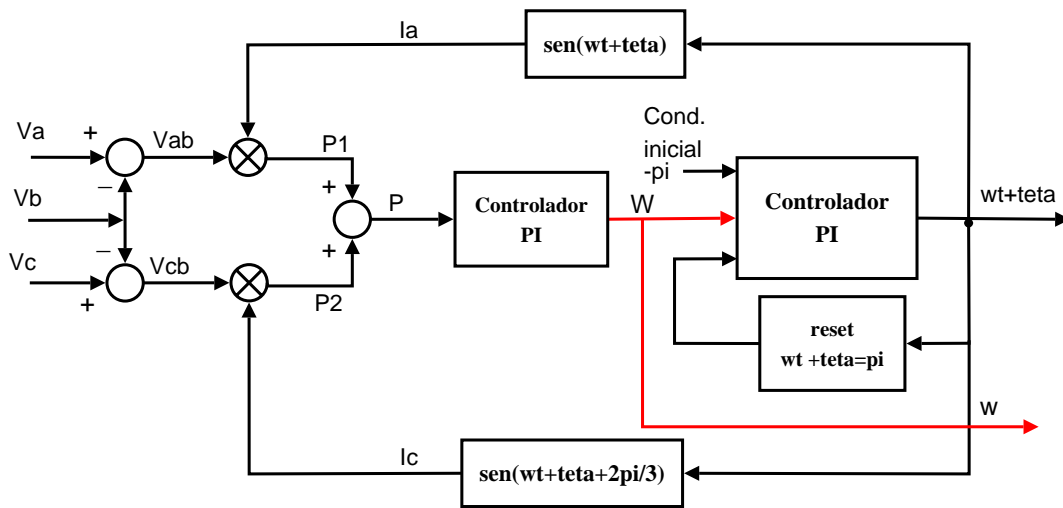 Ia
sen(wt+teta)
Cond.
inicial
-pi
Va
+
Vab
P1
+
−
Vb
P
Controlador
PI
W
Controlador
PI
wt+teta
−
+
Vc
+
Vcb
P2
reset
wt +teta=pi
w
Ic
sen(wt+teta+2pi/3)